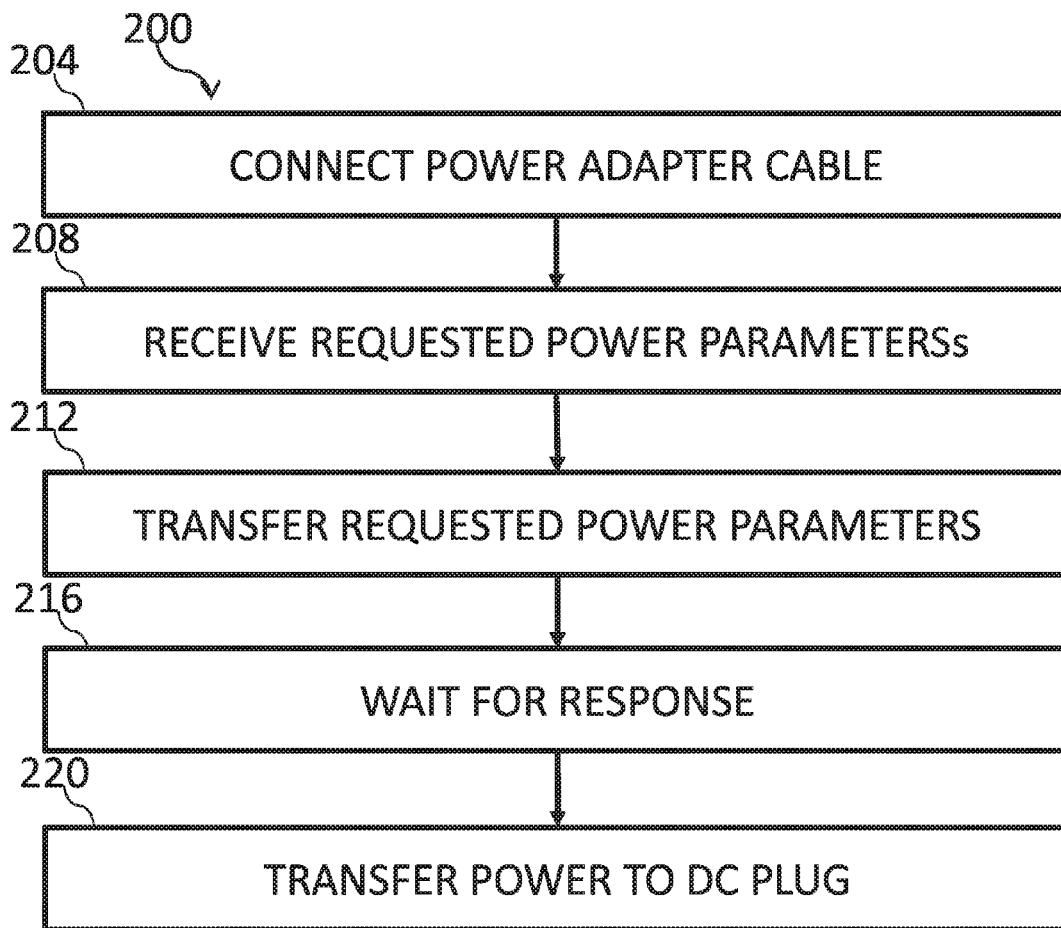 200
204
CONNECT POWER ADAPTER CABLE
208
RECEIVE REQUESTED POWER PARAMETERSs
212
TRANSFER REQUESTED POWER PARAMETERS
216
WAIT FOR RESPONSE
220
TRANSFER POWER TO DC PLUG